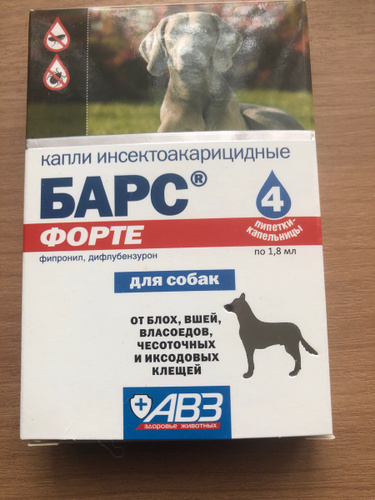 капли инсектоакарицидные
БАРС®
ФОРТЕ
фипронил, дифлубензурон
4
пипетки-
капельницы
по 1,8 мл
для собак
ОТ БЛОХ, ВШЕЙ,
ВЛАСОЕДОВ,
ЧЕСОТОЧНЫХ
И ИКСОДОВЫХ
КЛЕЩЕЙ
АВЗ
здоровье животных